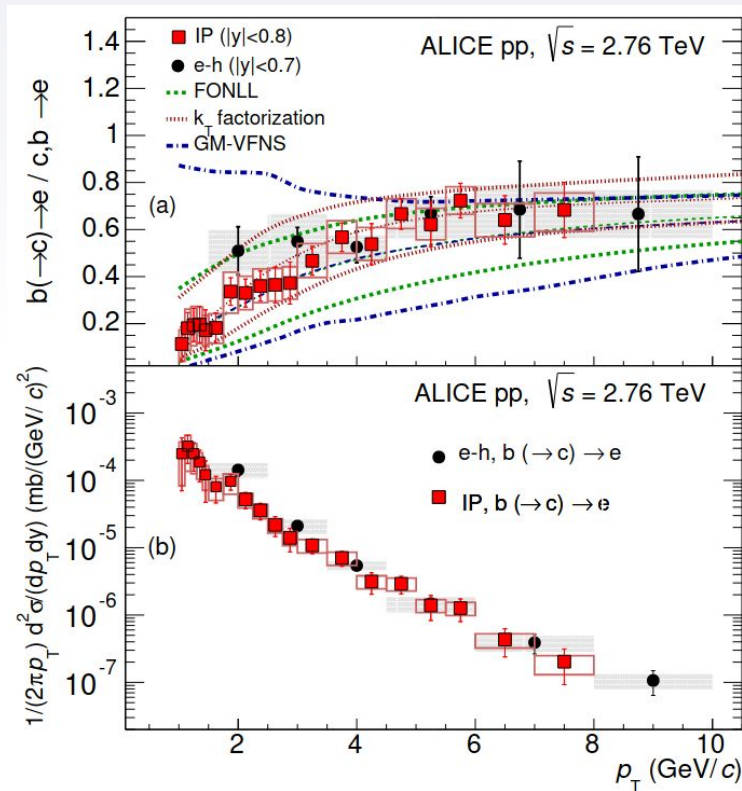 1.4
1.2
1
0.8
0.6
0.4
0.2
b(→c)→e / c,b →e
IP (|y|<0.8)
e-h (|y|<0.7)
FONLL
k_T factorization
GM-VFNS
ALICE pp, √s = 2.76 TeV
(a)
ALICE pp, √s = 2.76 TeV
e-h, b (→c) → e
IP, b (→c) → e
(b)
10⁻³
10⁻⁴
10⁻⁵
10⁻⁶
10⁻⁷
1/(2πp_T) d²σ/(dp_T dy) (mb/(GeV/c)²)
2 4 6 8 10
p_T (GeV/c)